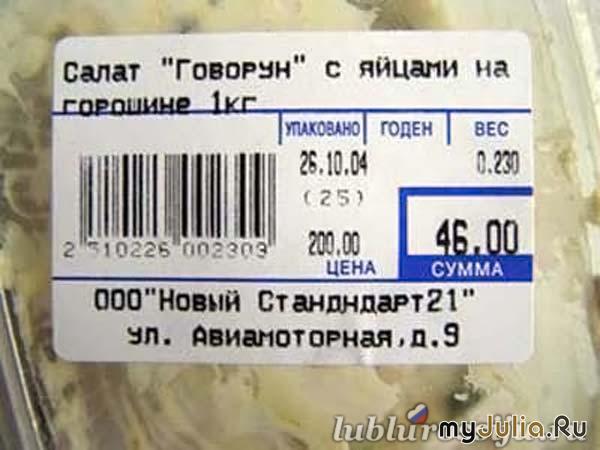 Салат "Говорун" с яйцами на
горошине 1кг
УПАКОВАНО ГОДЕН ВЕС
26.10.04 0.230
(25)
200.00 46.00
ЦЕНА СУММА
2 510226 002303
ООО"Новый Стандндарт21"
ул. Авиамоторная,д.9
myJulia.Ru